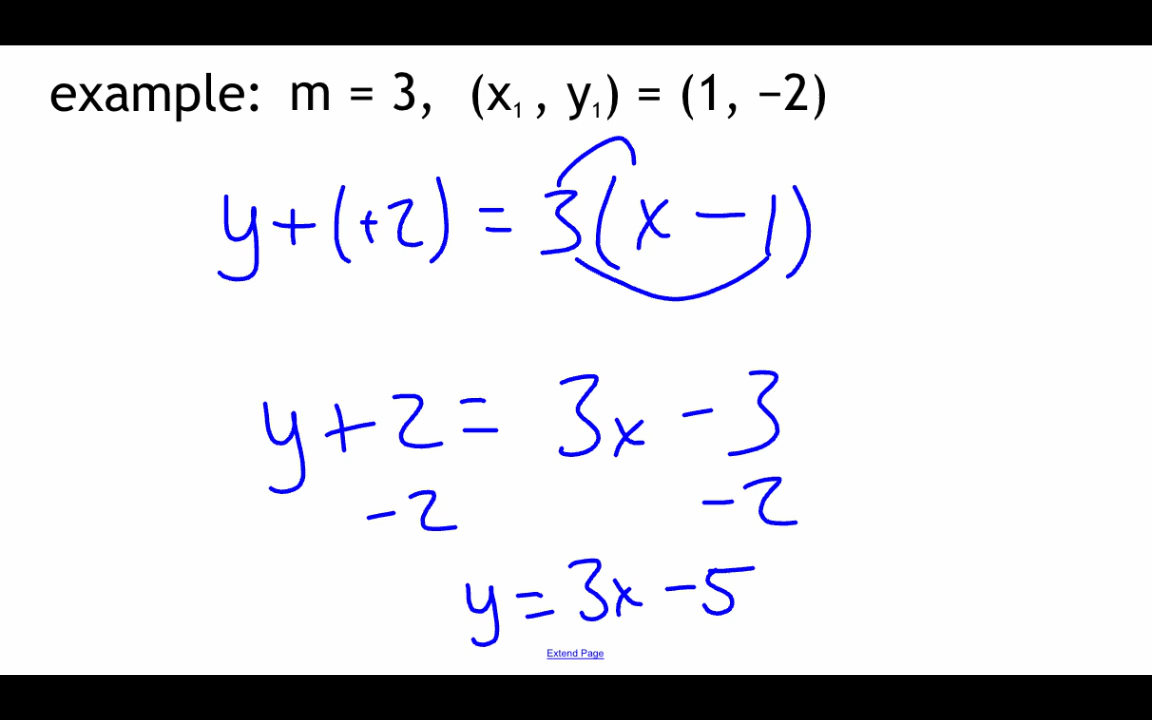 example: m = 3, (x₁ , y₁) = (1, −2)
y+(+2) = 3(x − 1)
y+2 = 3x − 3
−2 −2
y = 3x − 5
Extend Page